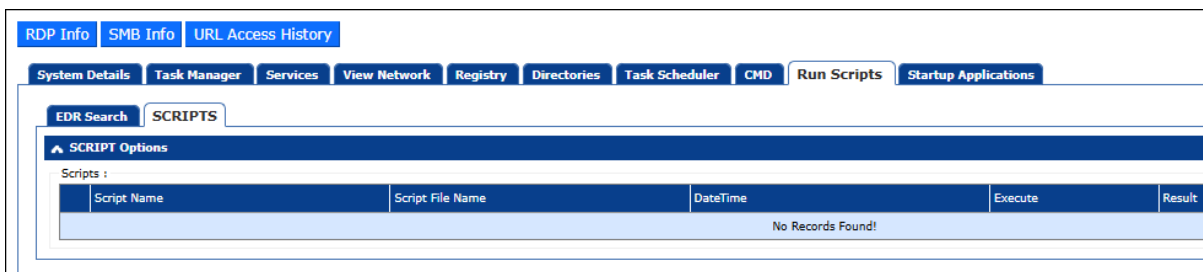 RDP Info SMB Info URL Access History
System Details Task Manager Services View Network Registry Directories Task Scheduler CMD Run Scripts Startup Applications
EDR Search SCRIPTS
SCRIPT Options
Scripts :
Script Name Script File Name DateTime Execute Result
No Records Found!